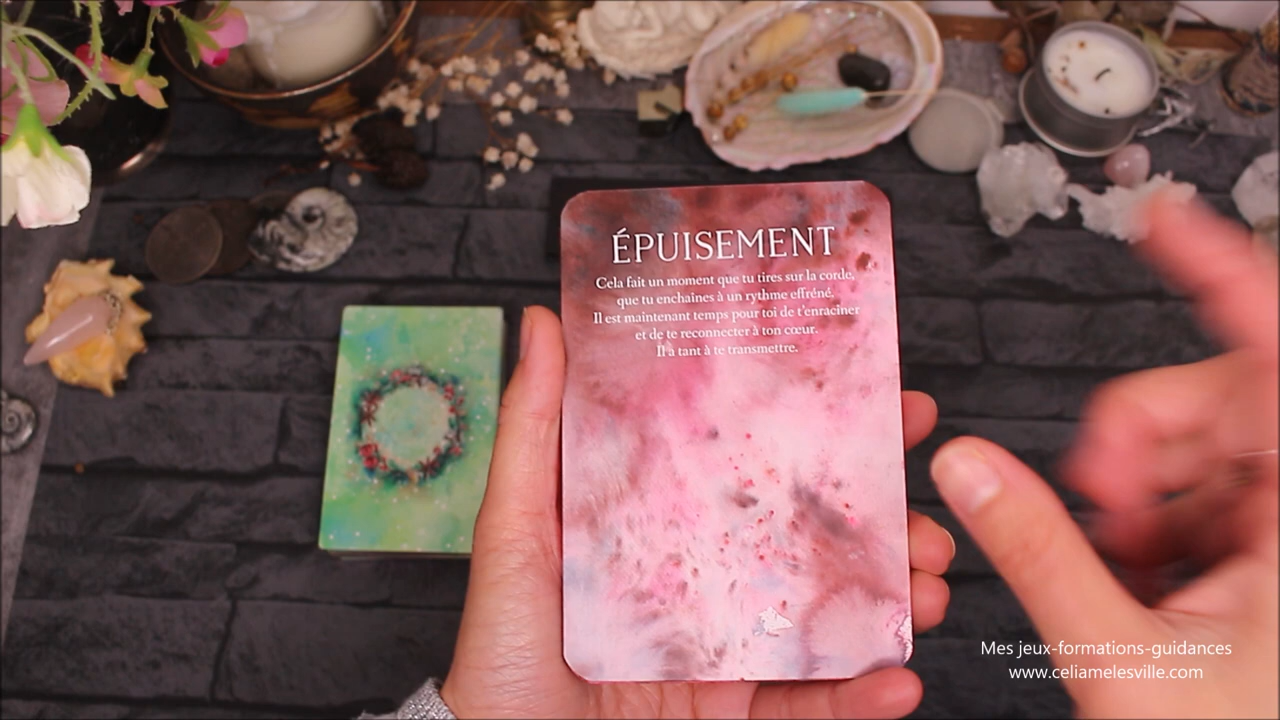 ÉPUISEMENT
Cela fait un moment que tu tires sur la corde,
que tu enchaines à un rythme effréné.
Il est maintenant temps pour toi de t'enraciner
et de te reconnecter à ton cœur.
Il a tant à te transmettre.
Mes jeux-formations-guidances
www.celiamelesville.com